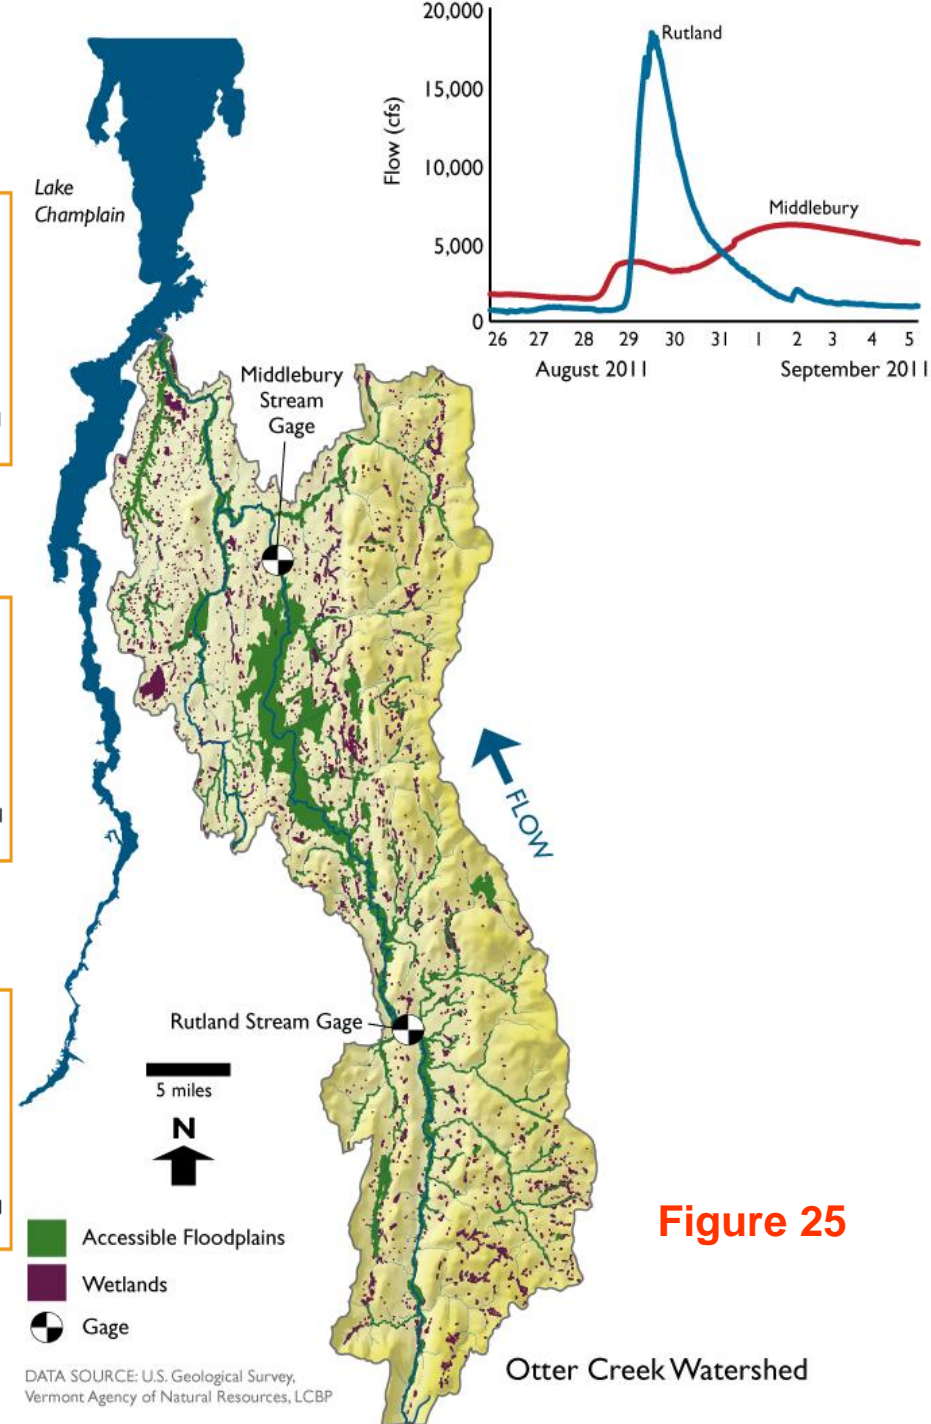 20,000
15,000
10,000
5,000
0
Flow (cfs)
Rutland
Middlebury
26 27 28 29 30 31 1 2 3 4 5
August 2011 September 2011
Lake
Champlain
Middlebury
Stream
Gage
FLOW
Rutland Stream Gage
5 miles
N
Accessible Floodplains
Wetlands
Gage
Figure 25
Otter Creek Watershed
DATA SOURCE: U.S. Geological Survey,
Vermont Agency of Natural Resources, LCBP